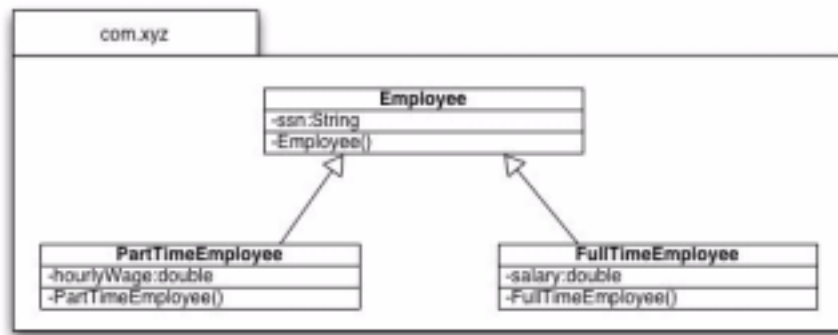 com.xyz
Employee
-ssn:String
-Employee()
PartTimeEmployee
-hourlyWage:double
-PartTimeEmployee()
FullTimeEmployee
-salary:double
-FullTimeEmployee()